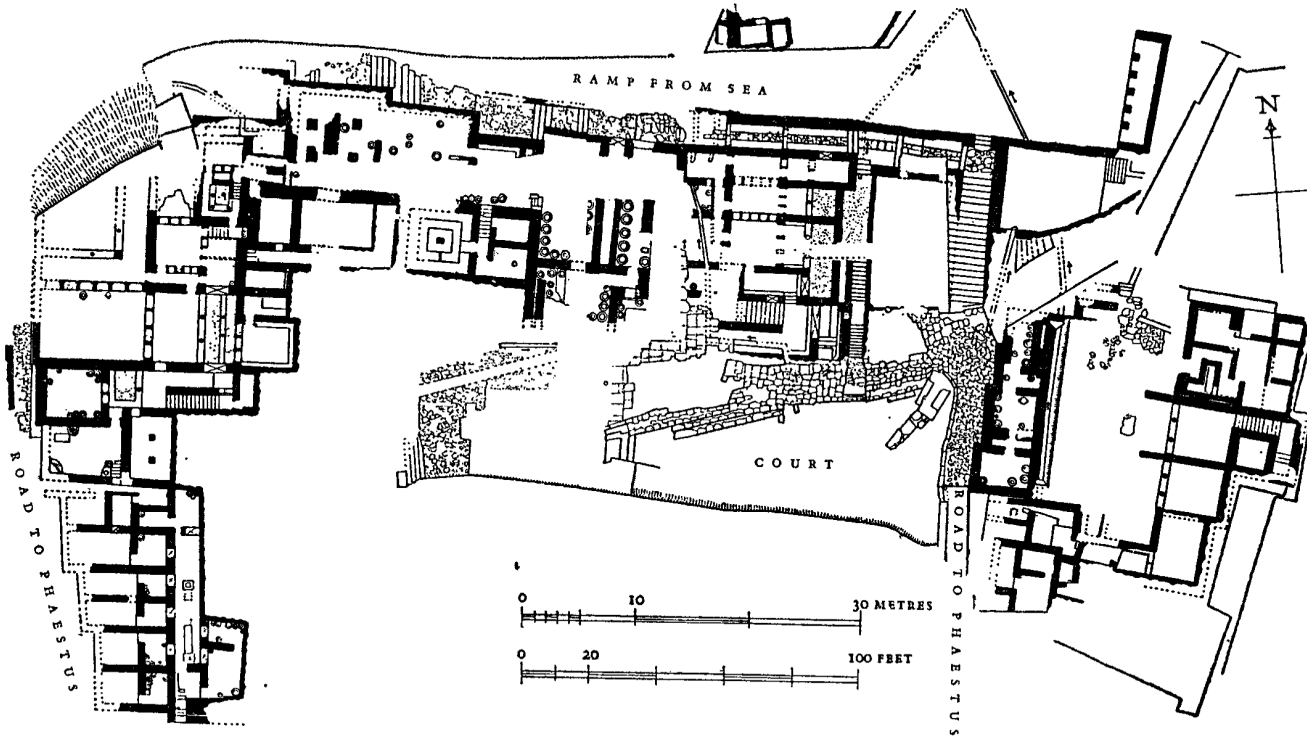 RAMP FROM SEA
N
COURT
ROAD TO PHAESTUS
ROAD TO PHAESTUS
0 10 30 METRES
0 20 100 FEET